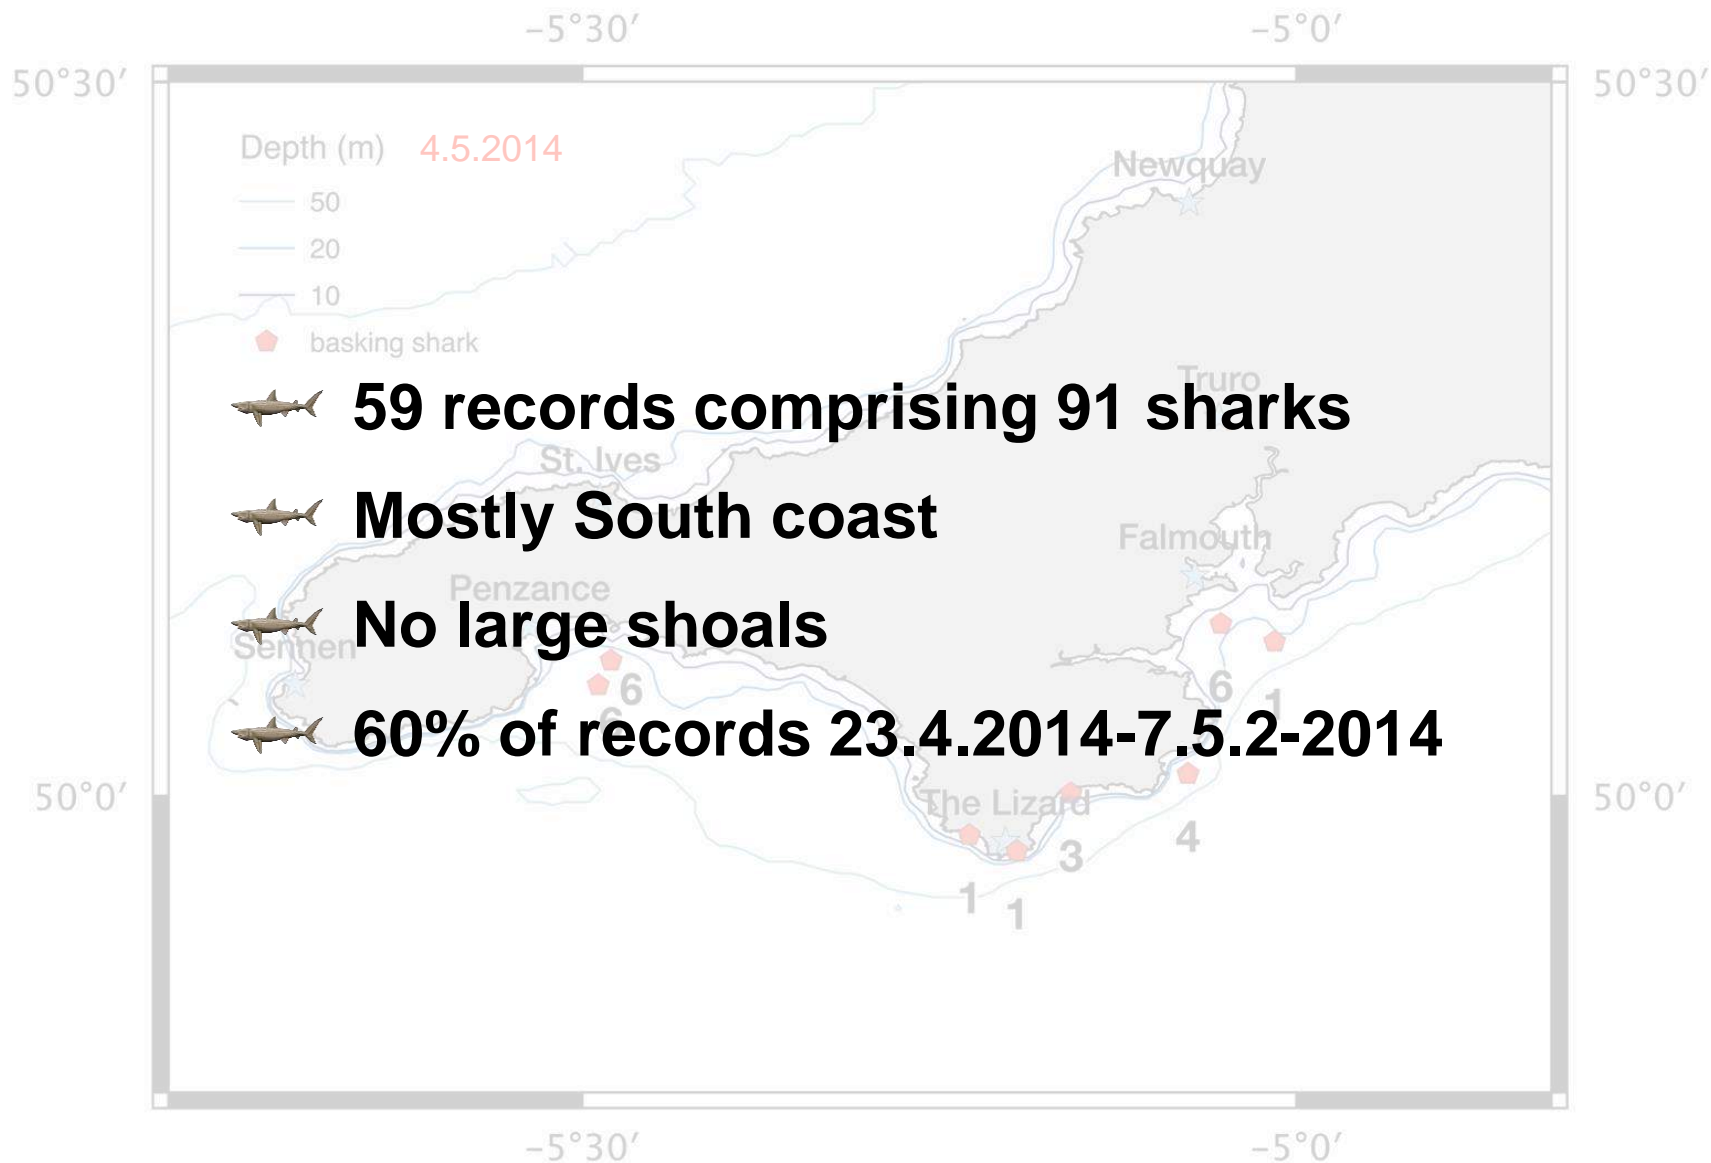 –5°30′ –5°0′
50°30′ 50°30′
Depth (m) 4.5.2014
Newquay
50
20
10
basking shark
Truro
59 records comprising 91 sharks
St. Ives
Mostly South coast
Falmouth
Penzance
No large shoals
Sennen
6 6 1
6
60% of records 23.4.2014-7.5.2-2014
50°0′ The Lizard 50°0′
3 4
1 1
–5°30′ –5°0′